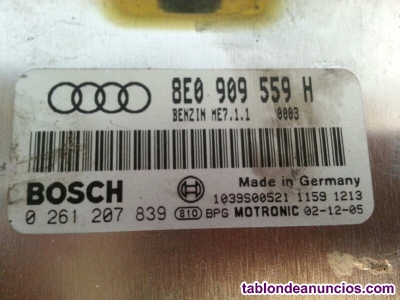 8E0 909 559 H
BENZIN ME7.1.1 0003
BOSCH
Made in Germany
1039S00521 1159 1213
0 261 207 839 810 BPG MOTRONIC 02-12-05
tablondeanuncios.com